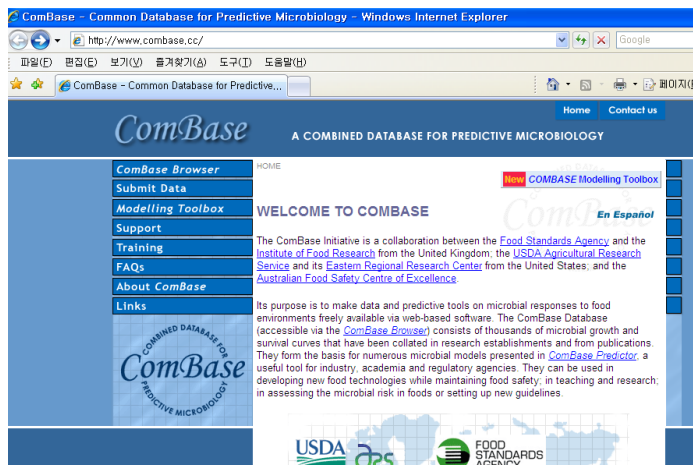 ComBase - Common Database for Predictive Microbiology - Windows Internet Explorer
http://www.combase.cc/
Google
파일(F) 편집(E) 보기(V) 즐겨찾기(A) 도구(T) 도움말(H)
ComBase - Common Database for Predictive...
페이지(
Home Contact us
ComBase
A COMBINED DATABASE FOR PREDICTIVE MICROBIOLOGY
ComBase Browser
Submit Data
Modelling Toolbox
Support
Training
FAQs
About ComBase
Links
COMBINED DATABASE FOR
ComBase
PREDICTIVE MICROBIOLOGY
HOME
New COMBASE Modelling Toolbox
ComBase
WELCOME TO COMBASE
En Español
The ComBase Initiative is a collaboration between the Food Standards Agency and the
Institute of Food Research from the United Kingdom; the USDA Agricultural Research
Service and its Eastern Regional Research Center from the United States; and the
Australian Food Safety Centre of Excellence.
Its purpose is to make data and predictive tools on microbial responses to food
environments freely available via web-based software. The ComBase Database
(accessible via the ComBase Browser) consists of thousands of microbial growth and
survival curves that have been collated in research establishments and from publications.
They form the basis for numerous microbial models presented in ComBase Predictor, a
useful tool for industry, academia and regulatory agencies. They can be used in
developing new food technologies while maintaining food safety; in teaching and research;
in assessing the microbial risk in foods or setting up new guidelines.
USDA
ars
FOOD
STANDARDS
AGENCY